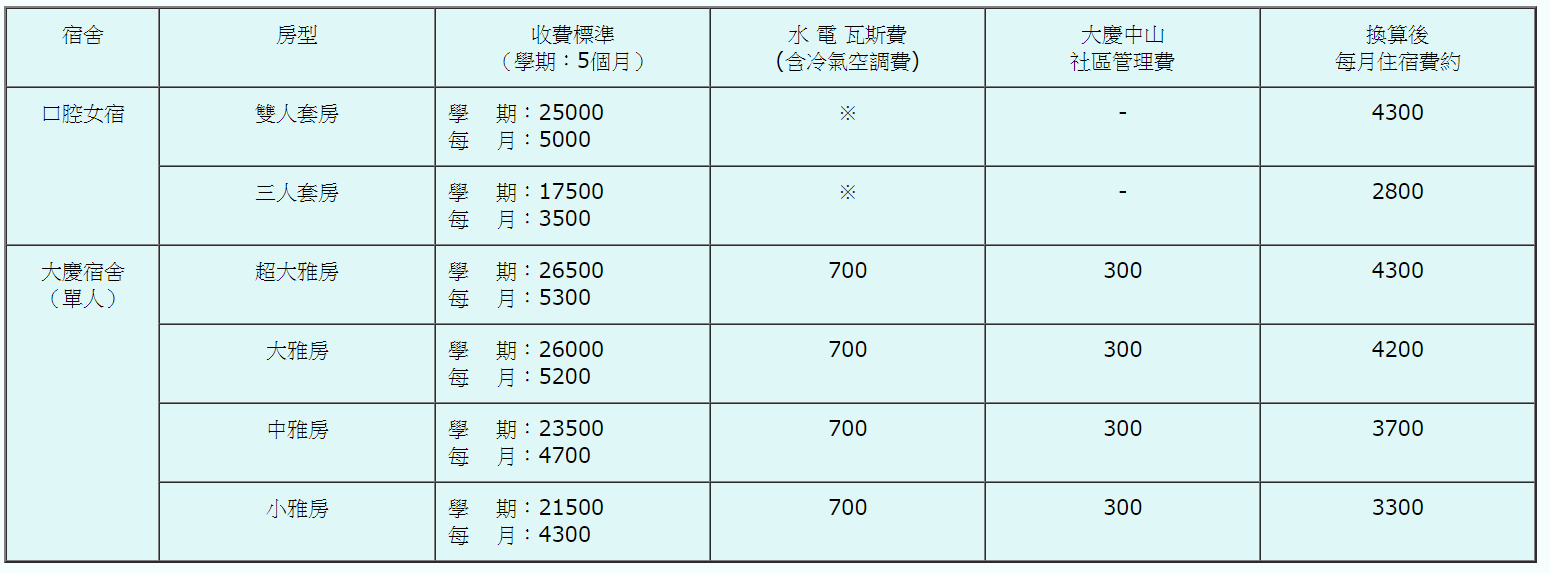 宿舍
房型
收費標準
（學期：5個月）
水 電 瓦斯費
(含冷氣空調費)
大慶中山
社區管理費
換算後
每月住宿費約
口腔女宿
雙人套房
學　期：25000
每　月：5000
※
-
4300
三人套房
學　期：17500
每　月：3500
※
-
2800
大慶宿舍
（單人）
超大雅房
學　期：26500
每　月：5300
700
300
4300
大雅房
學　期：26000
每　月：5200
700
300
4200
中雅房
學　期：23500
每　月：4700
700
300
3700
小雅房
學　期：21500
每　月：4300
700
300
3300